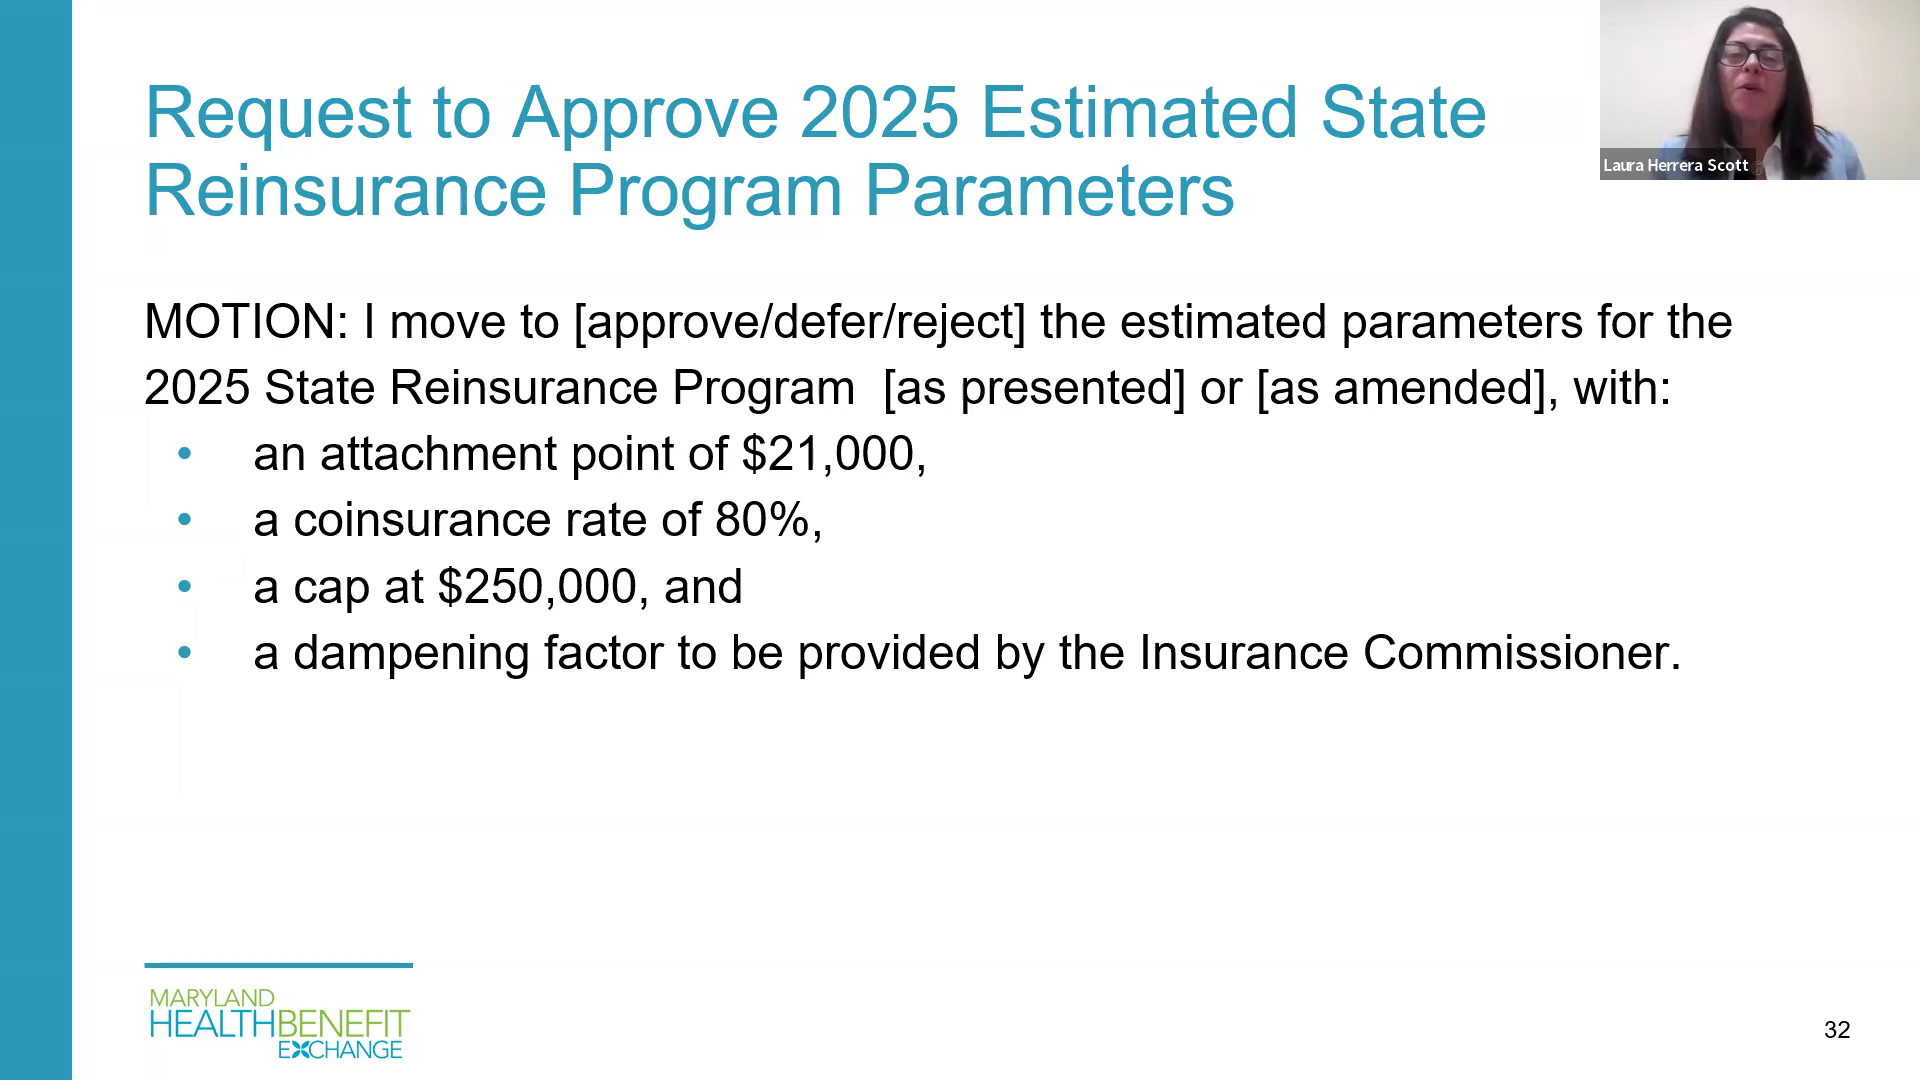 Request to Approve 2025 Estimated State
Reinsurance Program Parameters
Laura Herrera Scott
MOTION: I move to [approve/defer/reject] the estimated parameters for the
2025 State Reinsurance Program  [as presented] or [as amended], with:
• an attachment point of $21,000,
• a coinsurance rate of 80%,
• a cap at $250,000, and
• a dampening factor to be provided by the Insurance Commissioner.
MARYLAND
HEALTHBENEFIT
EXCHANGE
32